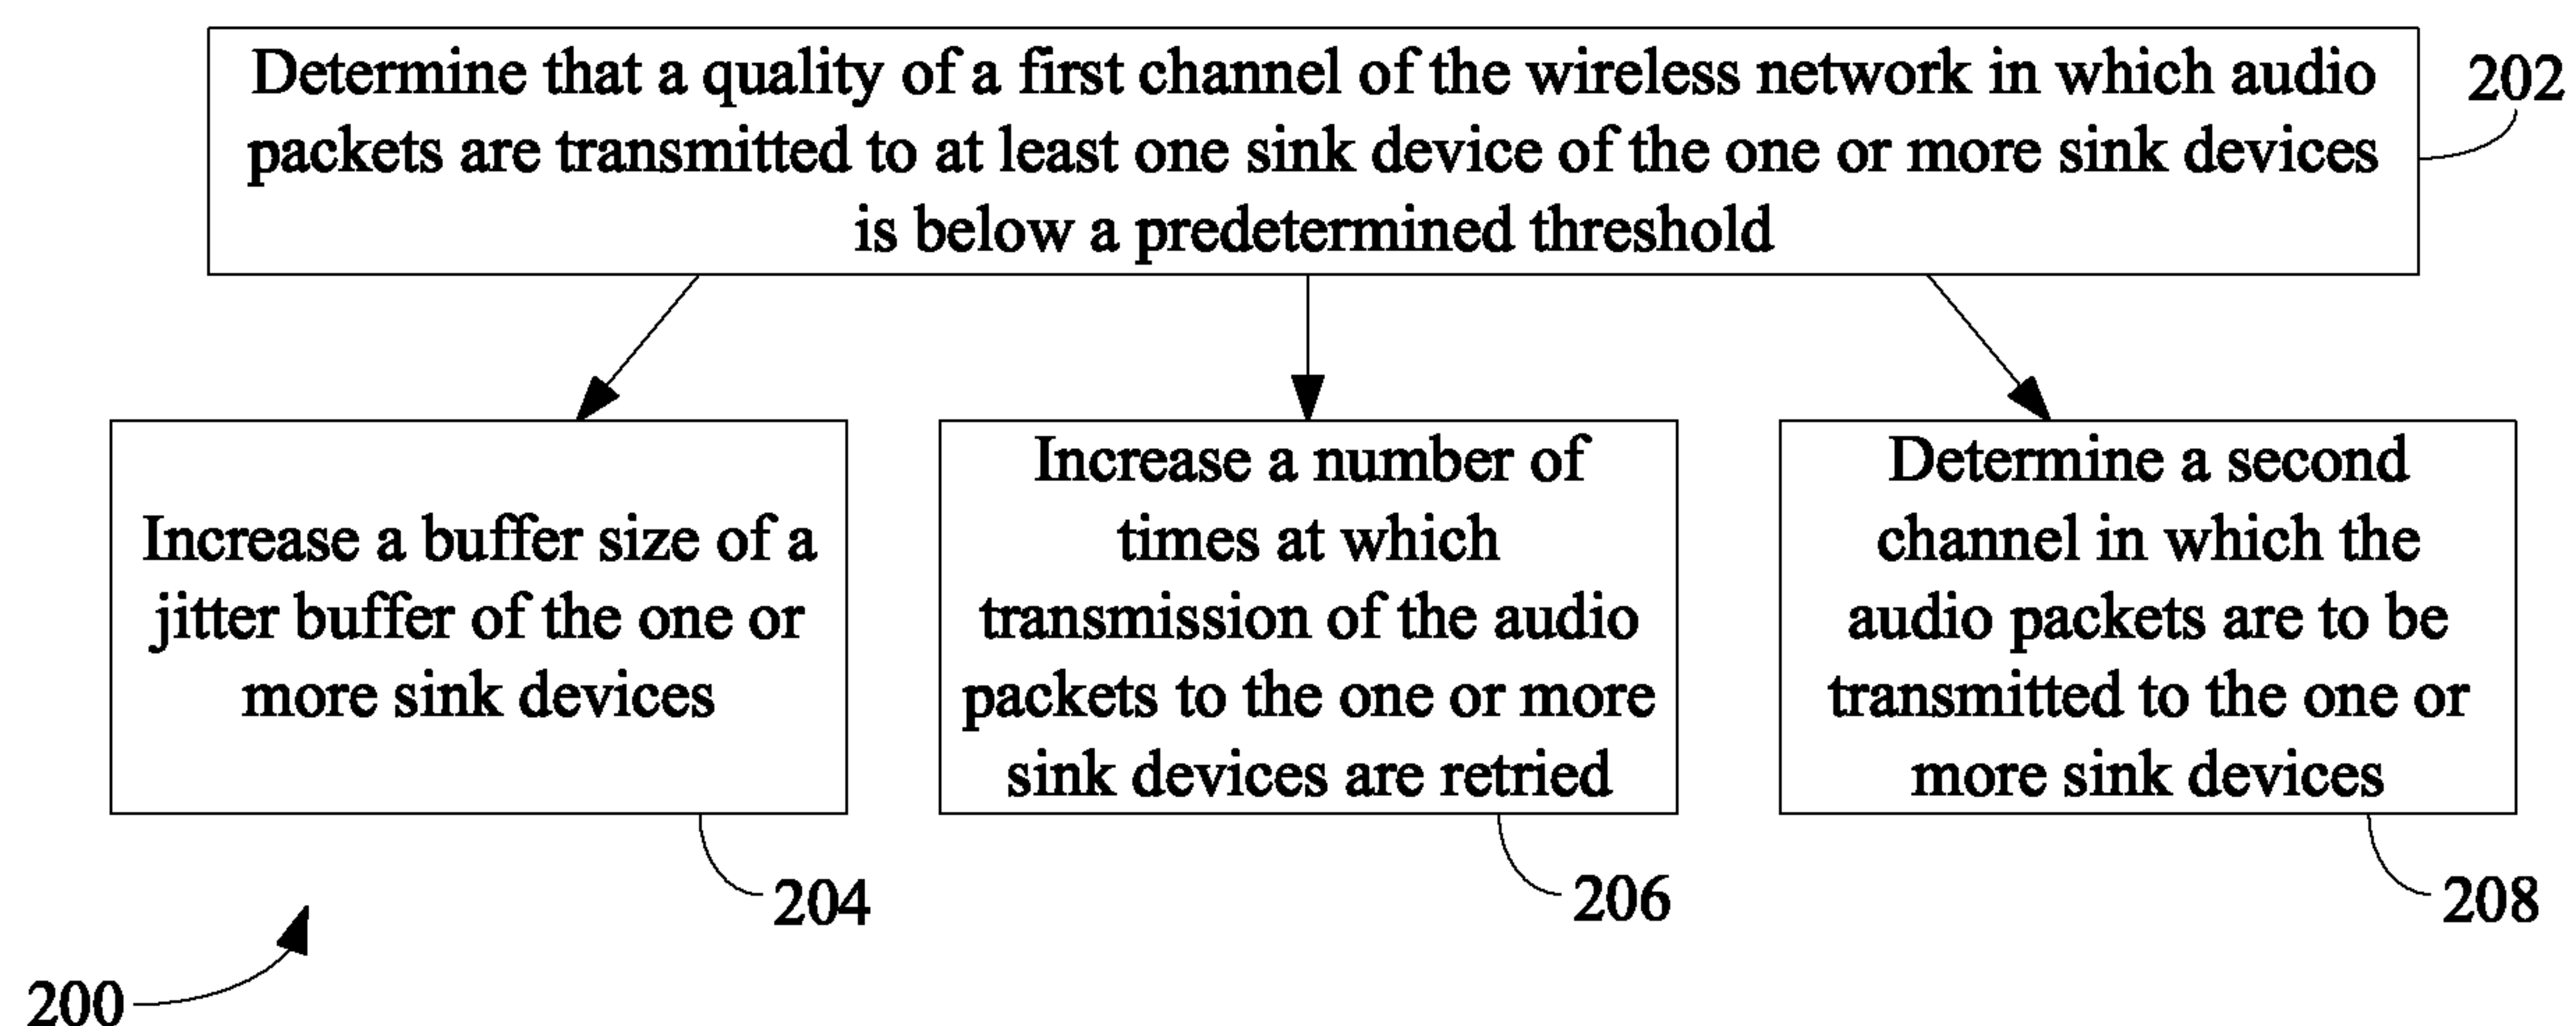 Determine that a quality of a first channel of the wireless network in which audio
packets are transmitted to at least one sink device of the one or more sink devices
is below a predetermined threshold
202
Increase a buffer size of a
jitter buffer of the one or
more sink devices
204
Increase a number of
times at which
transmission of the audio
packets to the one or more
sink devices are retried
206
Determine a second
channel in which the
audio packets are to be
transmitted to the one or
more sink devices
208
200